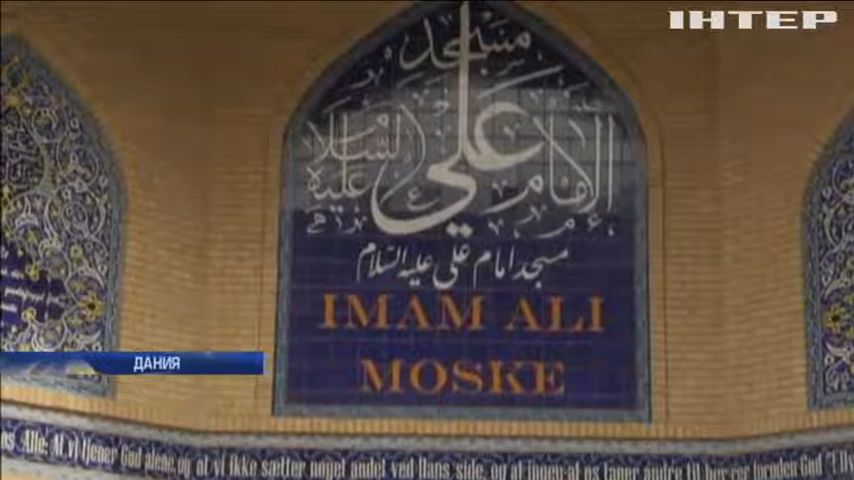 ІНТЕР
مسجد
الإمام علي
عليه السلام
مسجد امام علی علیه السلام
IMAM ALI
MOSKE
ДАНИЯ
Alle: At vi tjener Gud alene, og at vi ikke sætter noget andet ved Hans side, og at ingen af os tager andre til herrer foruden Gud